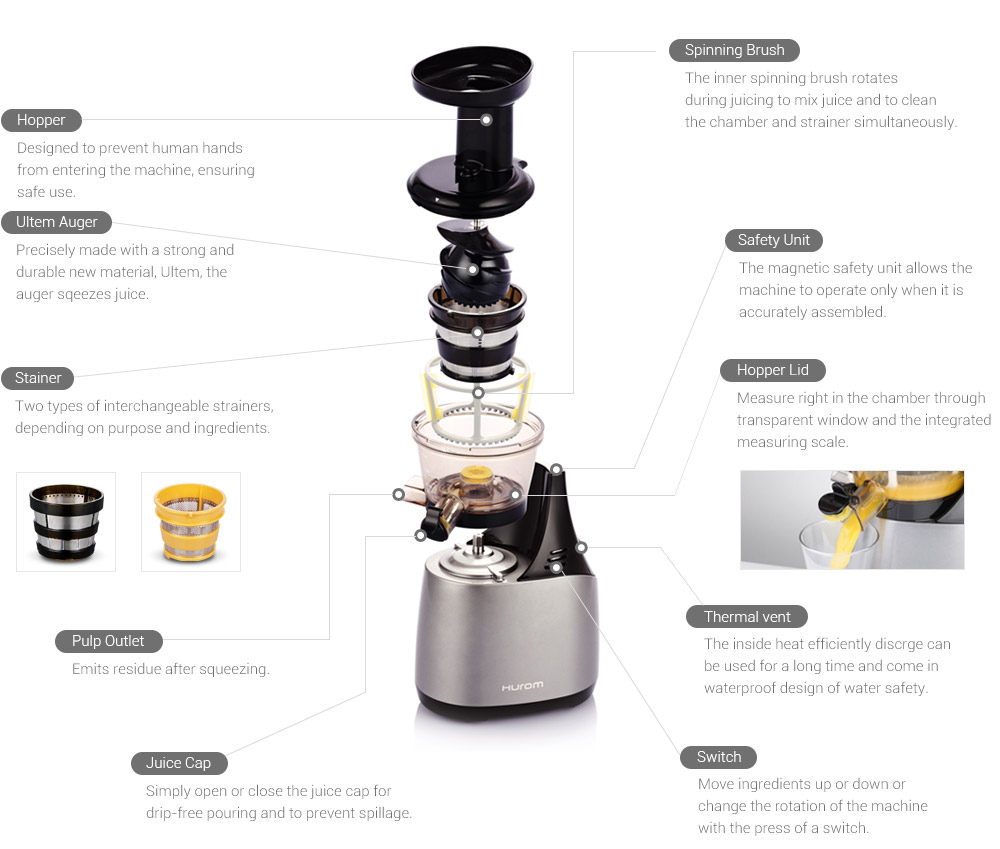 Spinning Brush
The inner spinning brush rotates
during juicing to mix juice and to clean
the chamber and strainer simultaneously.
Hopper
Designed to prevent human hands
from entering the machine, ensuring
safe use.
Ultem Auger
Precisely made with a strong and
durable new material, Ultem, the
auger sqeezes juice.
Safety Unit
The magnetic safety unit allows the
machine to operate only when it is
accurately assembled.
Stainer
Two types of interchangeable strainers,
depending on purpose and ingredients.
Hopper Lid
Measure right in the chamber through
transparent window and the integrated
measuring scale.
Pulp Outlet
Emits residue after squeezing.
Thermal vent
The inside heat efficiently discrge can
be used for a long time and come in
waterproof design of water safety.
Hurom
Juice Cap
Simply open or close the juice cap for
drip-free pouring and to prevent spillage.
Switch
Move ingredients up or down or
change the rotation of the machine
with the press of a switch.